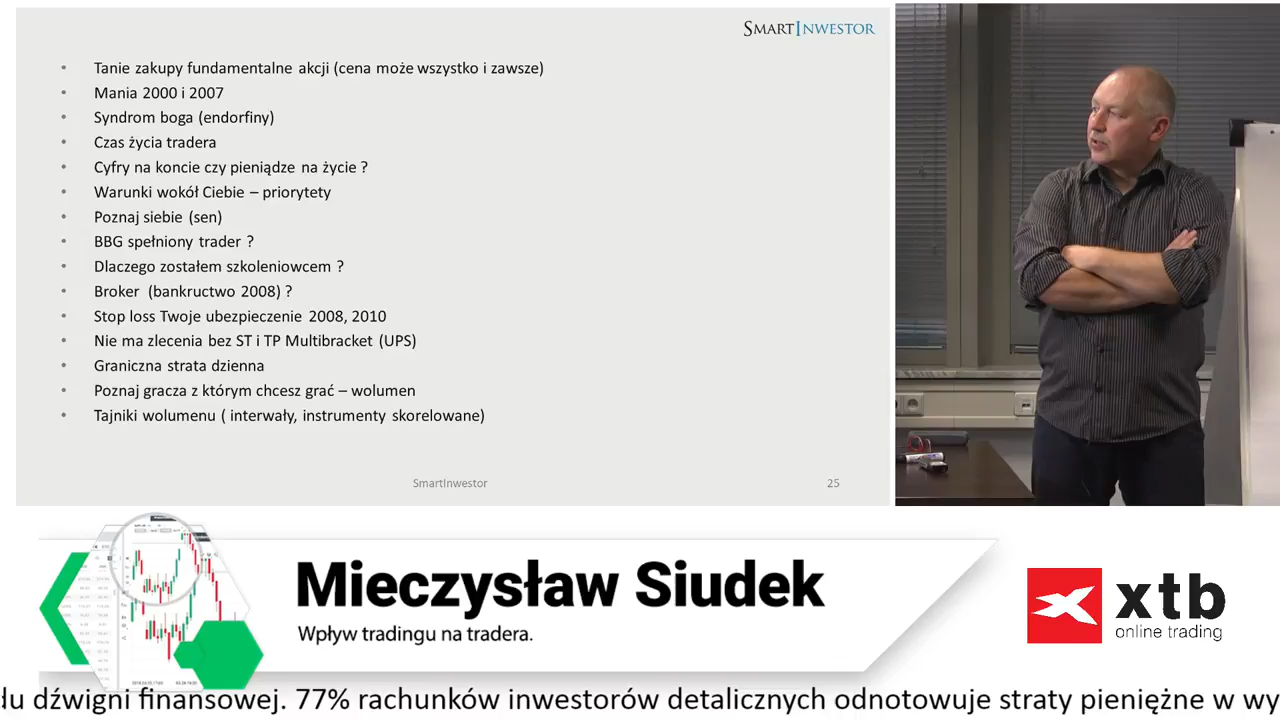 SMARTINWESTOR
• Tanie zakupy fundamentalne akcji (cena może wszystko i zawsze)
• Mania 2000 i 2007
• Syndrom boga (endorfiny)
• Czas życia tradera
• Cyfry na koncie czy pieniądze na życie ?
• Warunki wokół Ciebie – priorytety
• Poznaj siebie (sen)
• BBG spełniony trader ?
• Dlaczego zostałem szkoleniowcem ?
• Broker (bankructwo 2008) ?
• Stop loss Twoje ubezpieczenie 2008, 2010
• Nie ma zlecenia bez ST i TP Multibracket (UPS)
• Graniczna strata dzienna
• Poznaj gracza z którym chcesz grać – wolumen
• Tajniki wolumenu ( interwały, instrumenty skorelowane)
SmartInwestor
25
Mieczysław Siudek
Wpływ tradingu na tradera.
xtb
online trading
du dźwigni finansowej. 77% rachunków inwestorów detalicznych odnotowuje straty pieniężne w wy